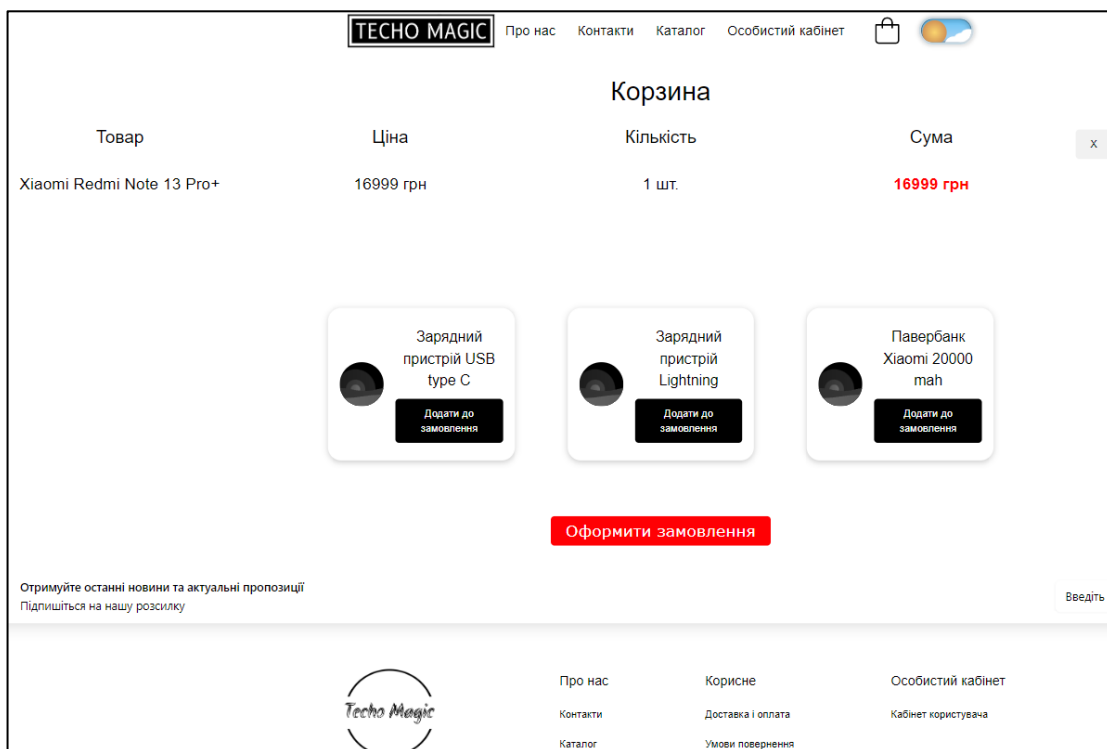 TECHO MAGIC Про нас Контакти Каталог Особистий кабінет
Корзина
Товар Ціна Кількість Сума X
Xiaomi Redmi Note 13 Pro+ 16999 грн 1 шт. 16999 грн
Зарядний
пристрій USB
type C
Додати до
замовлення
Зарядний
пристрій
Lightning
Додати до
замовлення
Павербанк
Xiaomi 20000
mah
Додати до
замовлення
Оформити замовлення
Отримуйте останні новини та актуальні пропозиції
Підпишіться на нашу розсилку
Введіть
Techo Magic
Про нас
Контакти
Каталог
Корисне
Доставка і оплата
Умови повернення
Особистий кабінет
Кабінет користувача